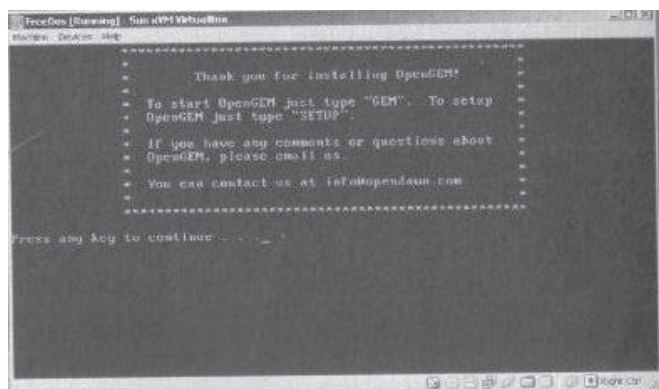 FreeDos [Running] - Sun xVM VirtualBox
Machine Devices Help
Thank you for installing OpenGEM!
To start OpenGEM just type "GEM". To setup
OpenGEM just type "SETUP".
If you have any comments or questions about
OpenGEM, please email us.
You can contact us at info@opendawn.com
Press any key to continue . . ._
Right Ctrl